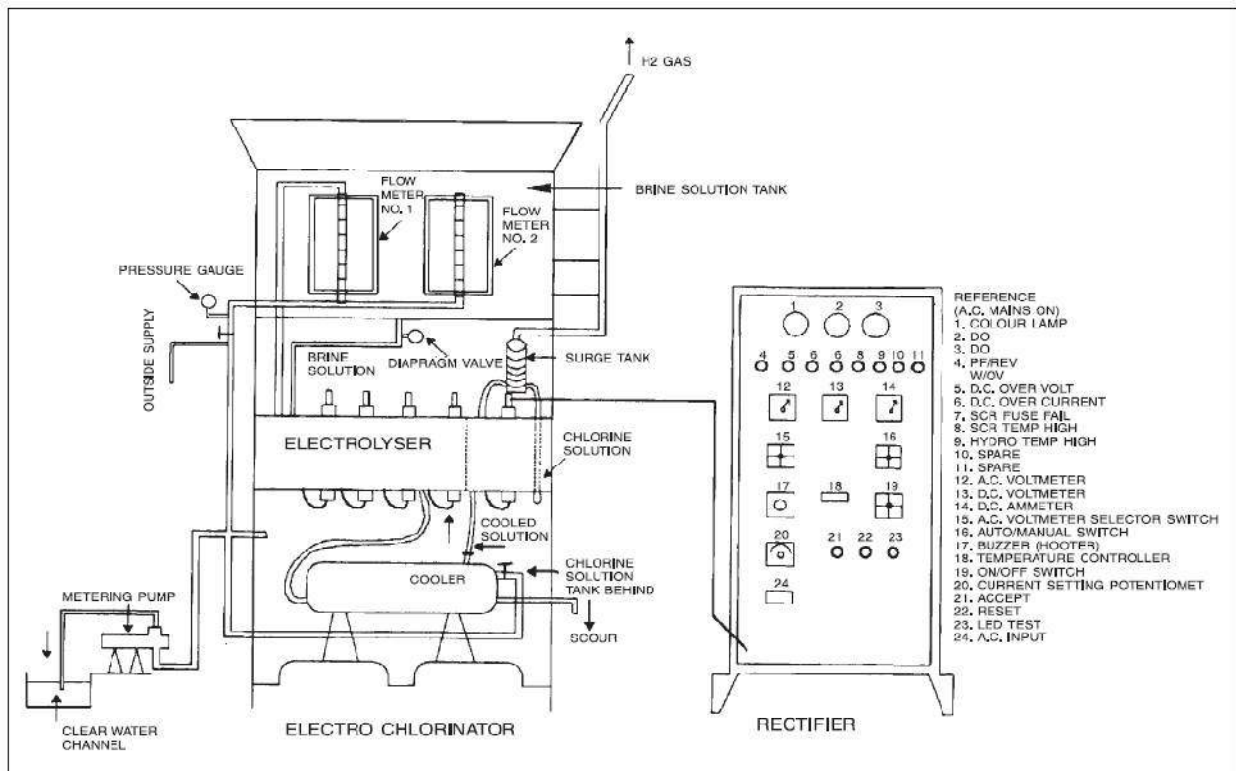 H2 GAS
BRINE SOLUTION TANK
FLOW
METER
NO. 1
FLOW
METER
NO. 2
PRESSURE GAUGE
OUTSIDE SUPPLY
BRINE
SOLUTION
DIAPRAGM VALVE
SURGE TANK
ELECTROLYSER
CHLORINE
SOLUTION
COOLED
SOLUTION
COOLER
CHLORINE
SOLUTION
TANK BEHIND
SCOUR
METERING PUMP
CLEAR WATER
CHANNEL
ELECTRO CHLORINATOR
1 2 3
4 5 6 6 8 9 10 11
12 13 14
15 16
17 18 19
20 21 22 23
24
RECTIFIER
REFERENCE
(A.C. MAINS ON)
1. COLOUR LAMP
2. DO
3. DO
4. PF/REV
W/OV
5. D.C. OVER VOLT
6. D.C. OVER CURRENT
7. SCR FUSE FAIL
8. SCR TEMP HIGH
9. HYDRO TEMP HIGH
10. SPARE
11. SPARE
12. A.C. VOLTMETER
13. D.C. VOLTMETER
14. D.C. AMMETER
15. A.C. VOLTMETER SELECTOR SWITCH
16. AUTO/MANUAL SWITCH
17. BUZZER (HOOTER)
18. TEMPERATURE CONTROLLER
19. ON/OFF SWITCH
20. CURRENT SETTING POTENTIOMET
21. ACCEPT
22. RESET
23. LED TEST
24. A.C. INPUT